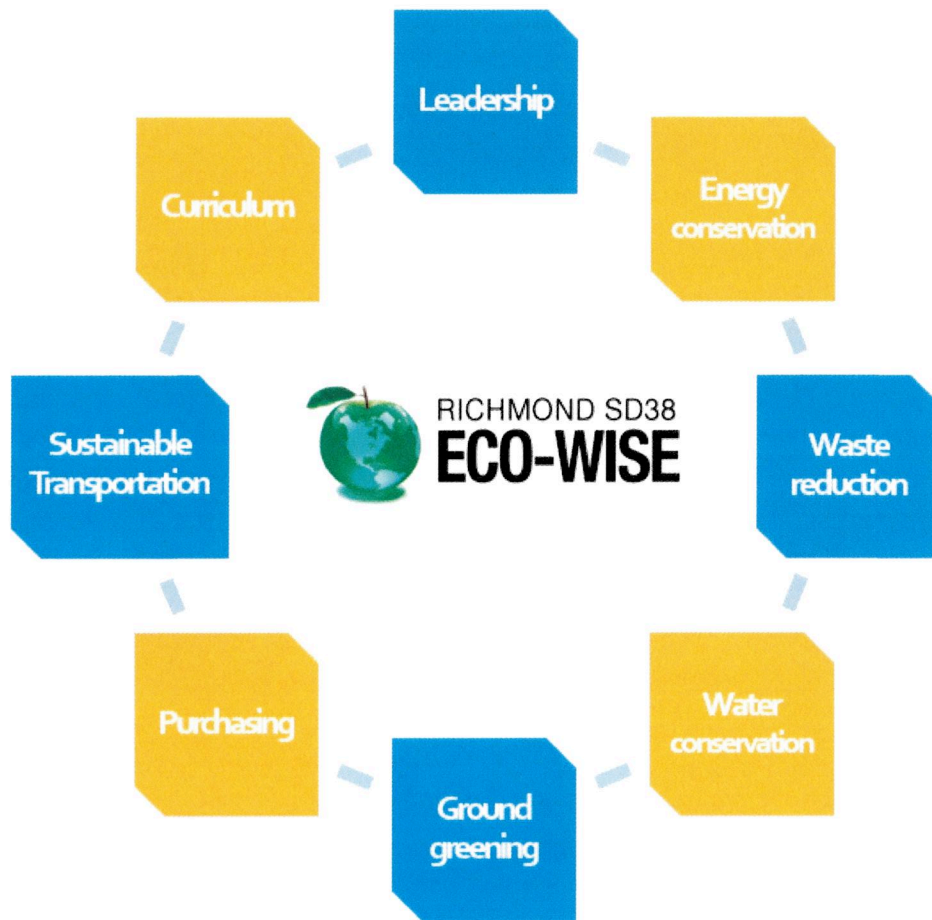 Leadership
Curriculum
Energy
conservation
RICHMOND SD38
ECO-WISE
Sustainable
Transportation
Waste
reduction
Purchasing
Water
conservation
Ground
greening